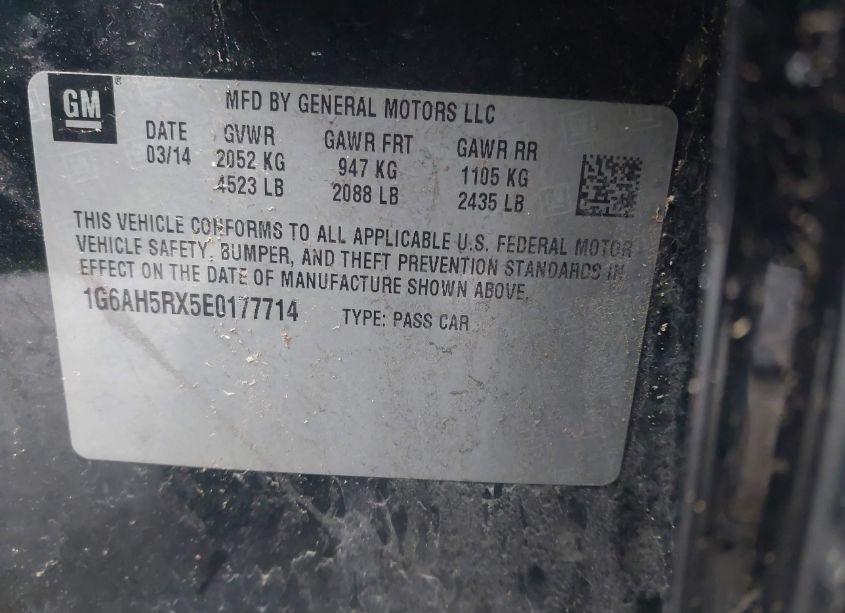 GM
MFD BY GENERAL MOTORS LLC
DATE GVWR GAWR FRT GAWR RR
03/14 2052 KG 947 KG 1105 KG
4523 LB 2088 LB 2435 LB
THIS VEHICLE CONFORMS TO ALL APPLICABLE U.S. FEDERAL MOTOR
VEHICLE SAFETY, BUMPER, AND THEFT PREVENTION STANDARDS IN
EFFECT ON THE DATE OF MANUFACTURE SHOWN ABOVE.
1G6AH5RX5E0177714 TYPE: PASS CAR